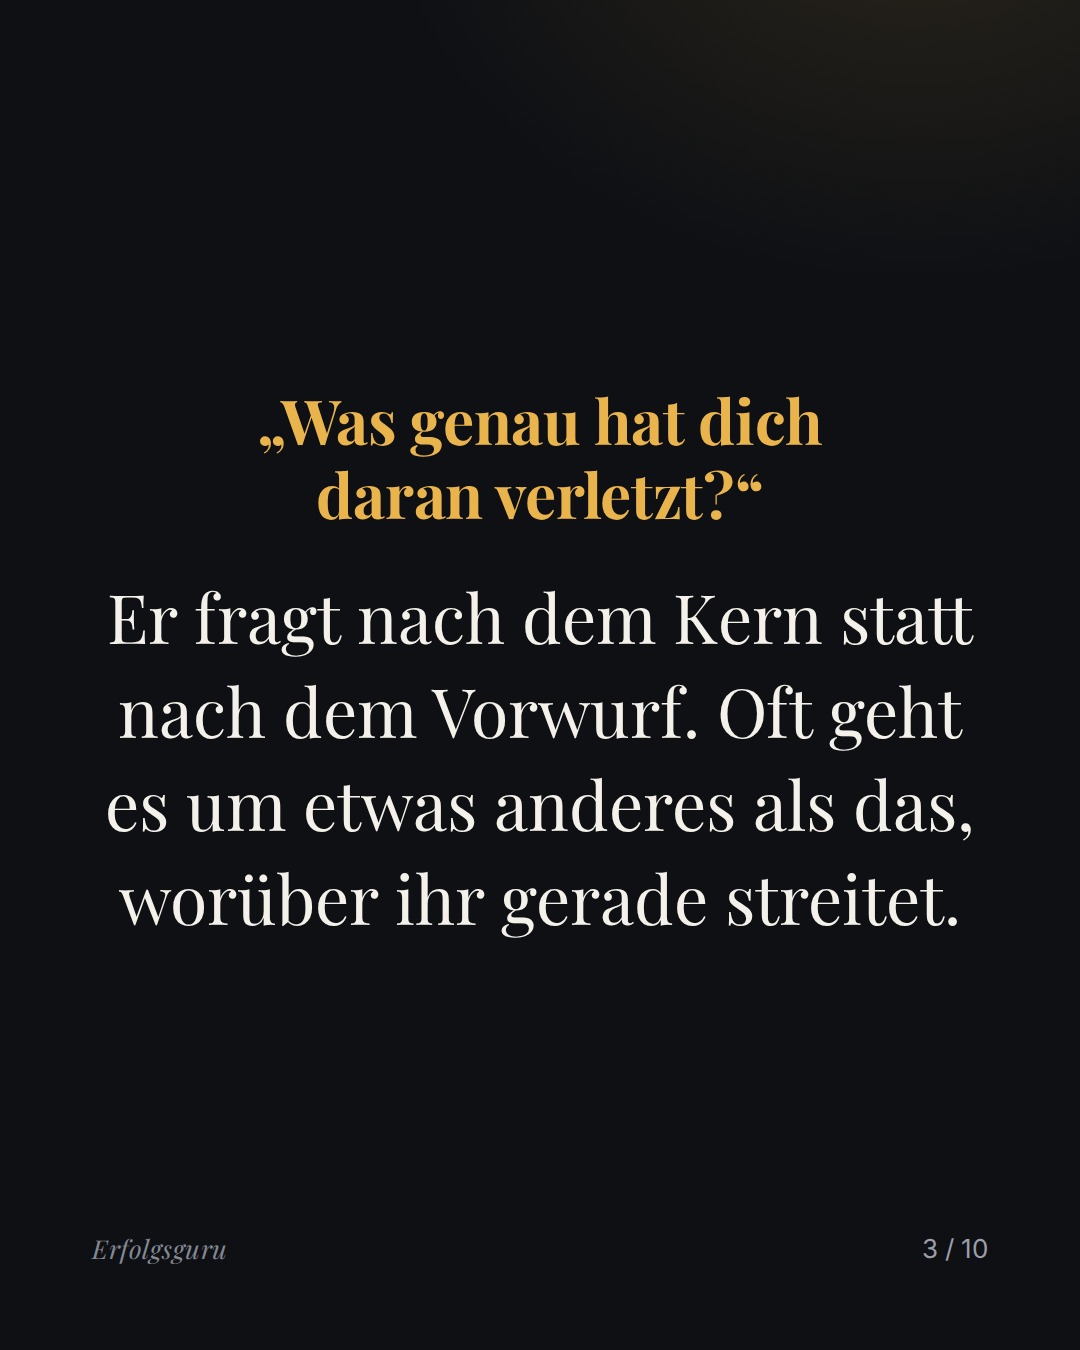 „Was genau hat dich
daran verletzt?“
Er fragt nach dem Kern statt
nach dem Vorwurf. Oft geht
es um etwas anderes als das,
worüber ihr gerade streitet.
Erfolgsguru
3 / 10